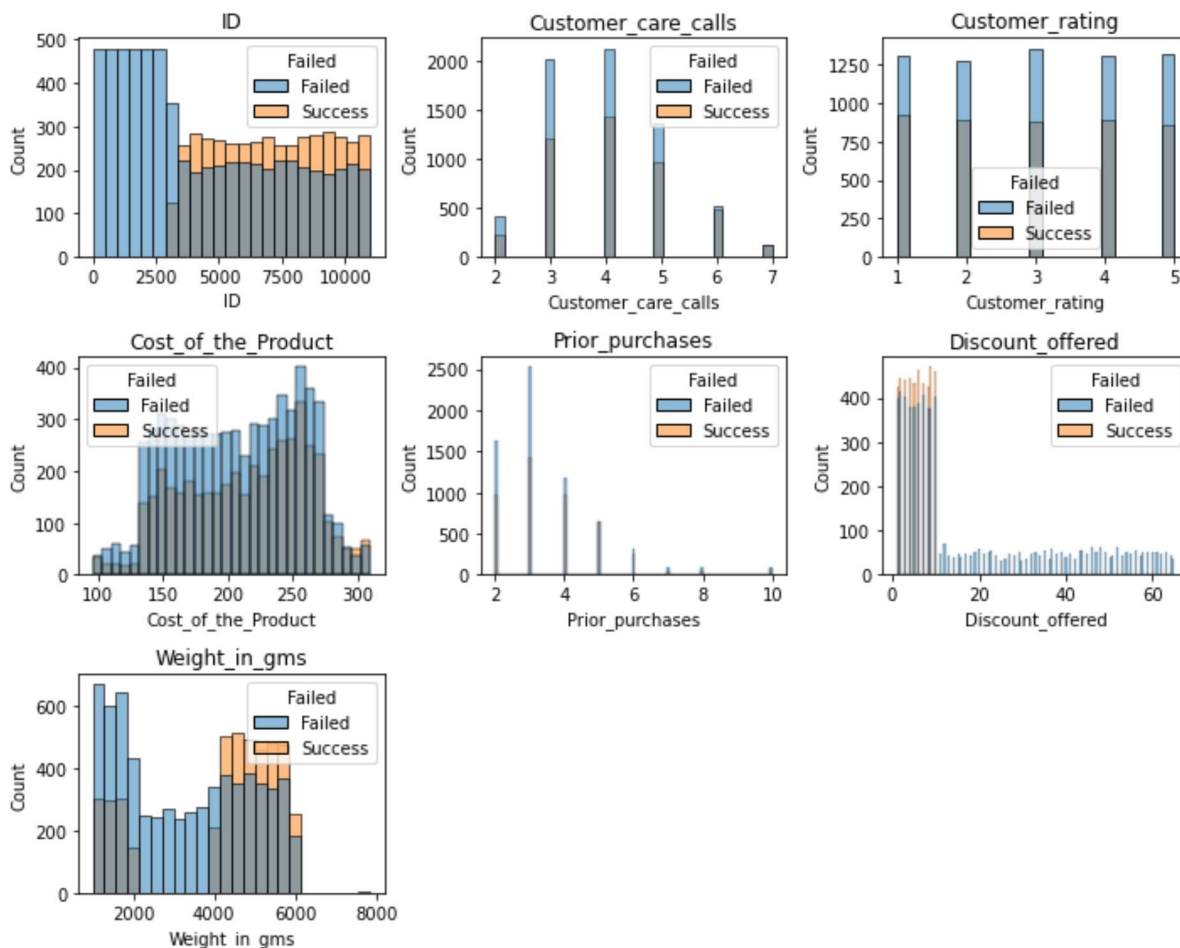 ID
Count
500
400
300
200
100
0
Failed
Failed
Success
0 2500 5000 7500 10000
ID
Customer_care_calls
Count
2000
1500
1000
500
0
Failed
Failed
Success
2 3 4 5 6 7
Customer_care_calls
Customer_rating
Count
1250
1000
750
500
250
0
Failed
Failed
Success
1 2 3 4 5
Customer_rating
Cost_of_the_Product
Count
400
300
200
100
0
Failed
Failed
Success
100 150 200 250 300
Cost_of_the_Product
Prior_purchases
Count
2500
2000
1500
1000
500
0
Failed
Failed
Success
2 4 6 8 10
Prior_purchases
Discount_offered
Count
400
300
200
100
0
Failed
Failed
Success
0 20 40 60
Discount_offered
Weight_in_gms
Count
600
400
200
0
Failed
Failed
Success
2000 4000 6000 8000
Weight_in_gms